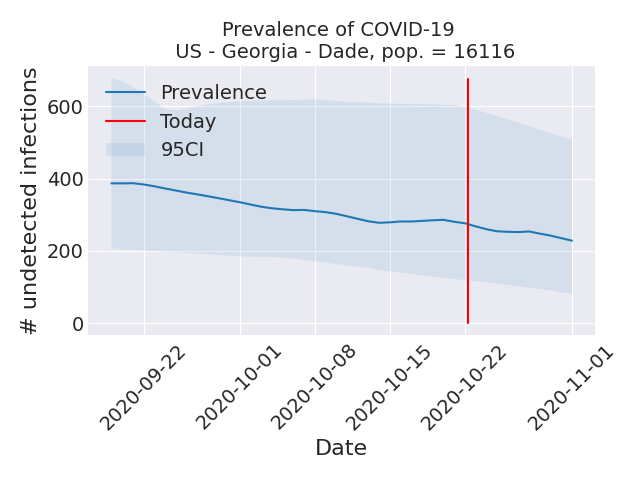 Prevalence of COVID-19
US - Georgia - Dade, pop. = 16116
# undetected infections
600
400
200
0
Prevalence
Today
95CI
2020-09-22
2020-10-01
2020-10-08
2020-10-15
2020-10-22
2020-11-01
Date